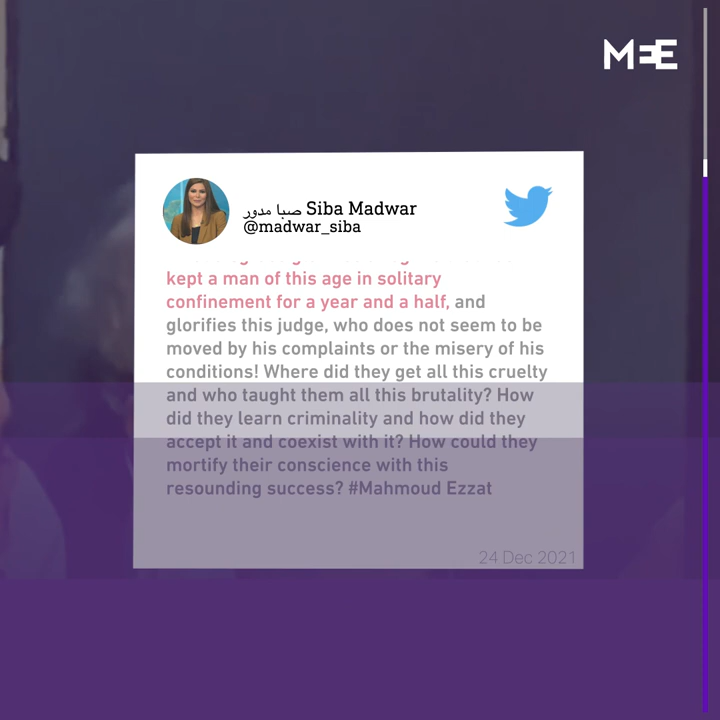 MEE
صبا مدور Siba Madwar
@madwar_siba
kept a man of this age in solitary
confinement for a year and a half, and
glorifies this judge, who does not seem to be
moved by his complaints or the misery of his
conditions! Where did they get all this cruelty
and who taught them all this brutality? How
did they learn criminality and how did they
accept it and coexist with it? How could they
mortify their conscience with this
resounding success? #Mahmoud Ezzat
24 Dec 2021